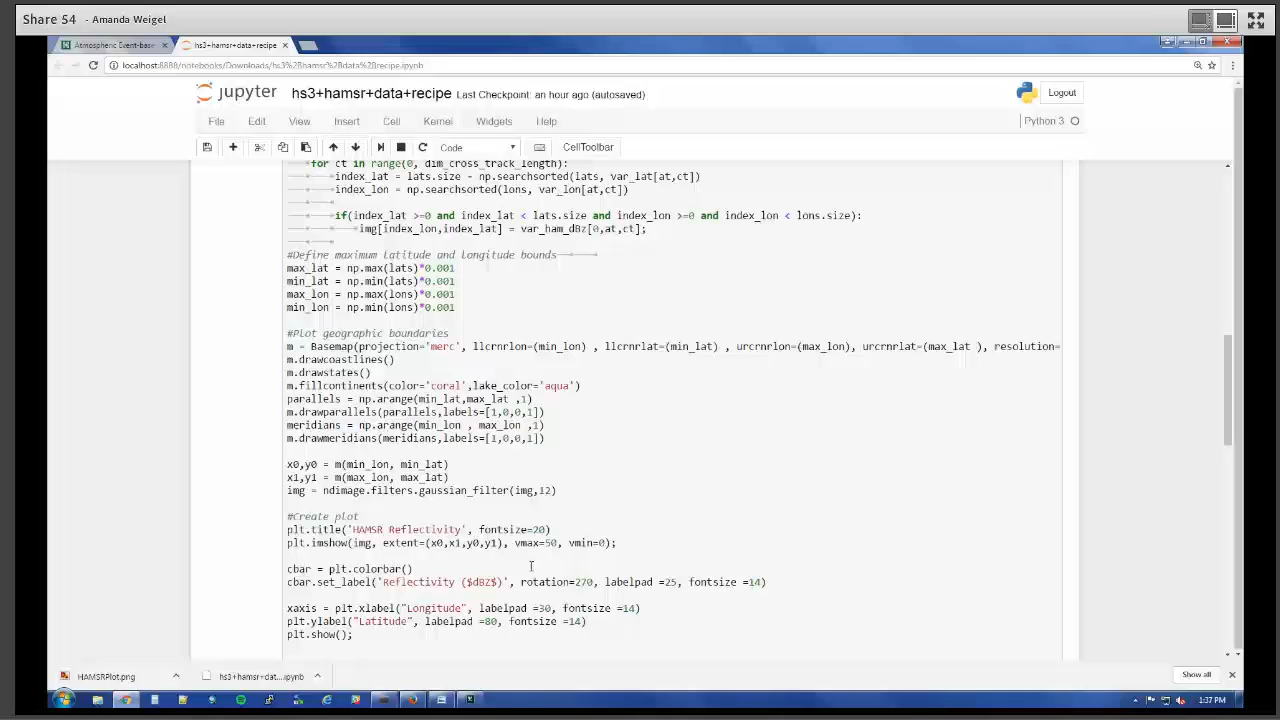 Share 54 - Amanda Weigel
Atmospheric Event-base
hs3+hamsr+data+recipe
localhost:8888/notebooks/Downloads/hs3%2Bhamsr%2Bdata%2Brecipe.ipynb
jupyter hs3+hamsr+data+recipe Last Checkpoint: an hour ago (autosaved)
Logout
File Edit View Insert Cell Kernel Widgets Help Python 3
Code CellToolbar
for ct in range(0, dim_cross_track_length):
index_lat = lats.size - np.searchsorted(lats, var_lat[at,ct])
index_lon = np.searchsorted(lons, var_lon[at,ct])
if(index_lat >=0 and index_lat < lats.size and index_lon >=0 and index_lon < lons.size):
img[index_lon,index_lat] = var_ham_dBz[0,at,ct];
#Define maximum latitude and longitude bounds
max_lat = np.max(lats)*0.001
min_lat = np.min(lats)*0.001
max_lon = np.max(lons)*0.001
min_lon = np.min(lons)*0.001
#Plot geographic boundaries
m = Basemap(projection='merc', llcrnrlon=(min_lon) , llcrnrlat=(min_lat) , urcrnrlon=(max_lon), urcrnrlat=(max_lat ), resolution=
m.drawcoastlines()
m.drawstates()
m.fillcontinents(color='coral',lake_color='aqua')
parallels = np.arange(min_lat,max_lat ,1)
m.drawparallels(parallels,labels=[1,0,0,1])
meridians = np.arange(min_lon , max_lon ,1)
m.drawmeridians(meridians,labels=[1,0,0,1])
x0,y0 = m(min_lon, min_lat)
x1,y1 = m(max_lon, max_lat)
img = ndimage.filters.gaussian_filter(img,12)
#Create plot
plt.title('HAMSR Reflectivity', fontsize=20)
plt.imshow(img, extent=(x0,x1,y0,y1), vmax=50, vmin=0);
cbar = plt.colorbar()
cbar.set_label('Reflectivity ($dBZ$)', rotation=270, labelpad =25, fontsize =14)
xaxis = plt.xlabel("Longitude", labelpad =30, fontsize =14)
plt.ylabel("Latitude", labelpad =80, fontsize =14)
plt.show();
HAMSRPlot.png
hs3+hamsr+dat....ipynb
Show all
1:37 PM